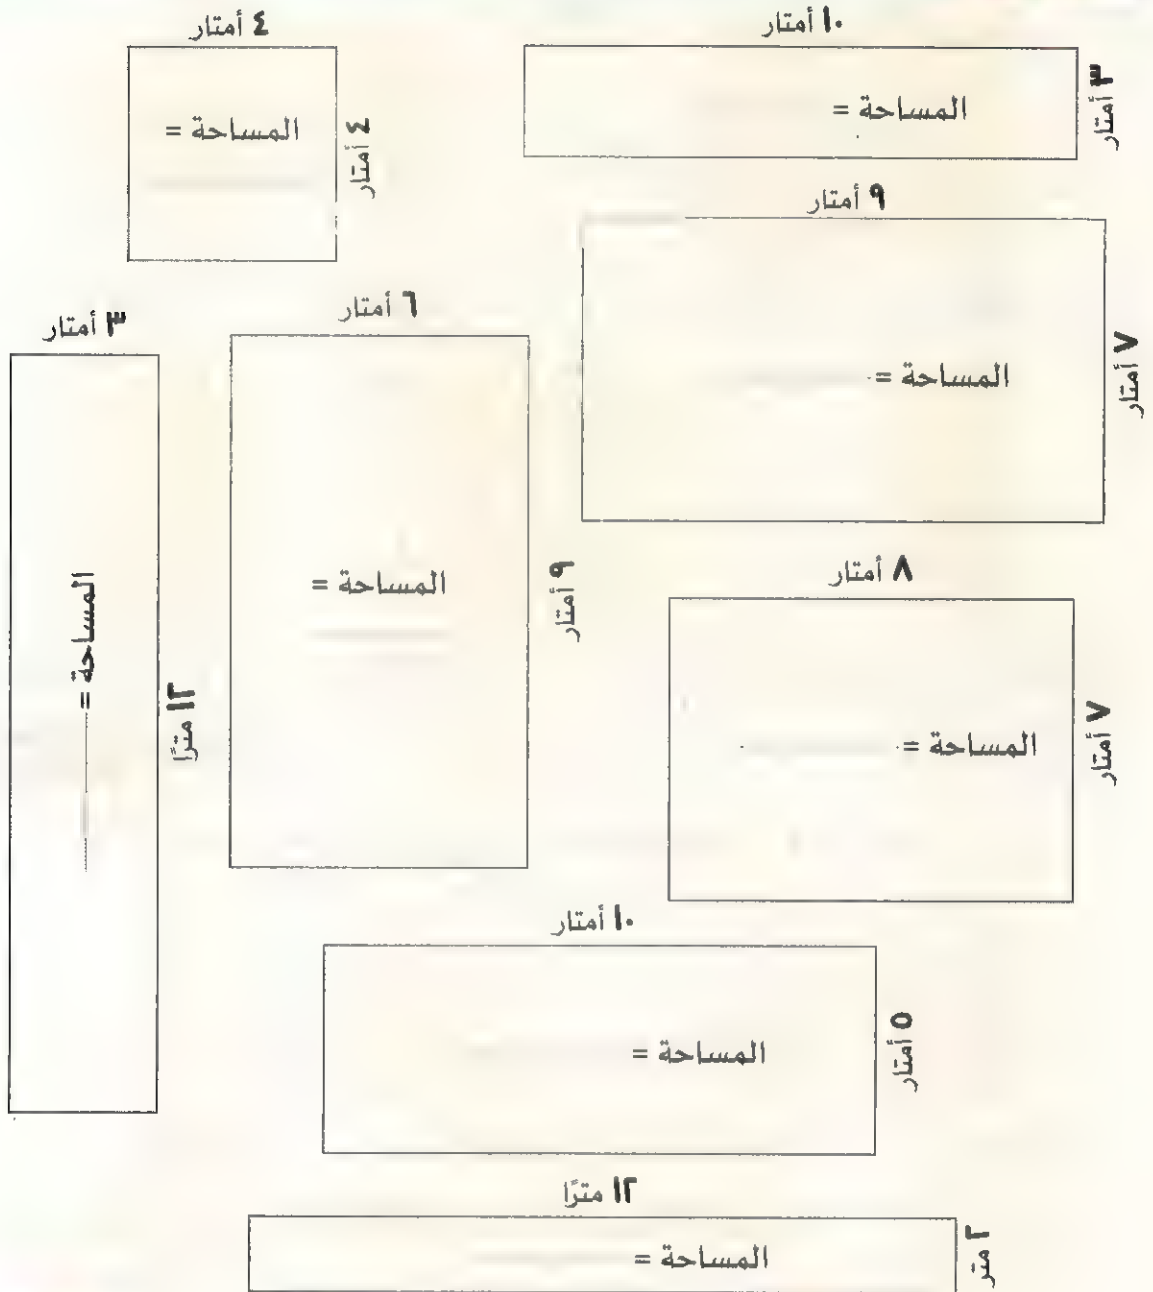 ١٠ أمتار
المساحة =
٣ أمتار
٤ أمتار
المساحة =
٤ أمتار
٩ أمتار
المساحة =
٧ أمتار
٦ أمتار
المساحة =
٩ أمتار
٣ أمتار
المساحة =
١٢ مترًا
٨ أمتار
المساحة =
٧ أمتار
١٠ أمتار
المساحة =
٥ أمتار
١٢ مترًا
المساحة =
٢ متر